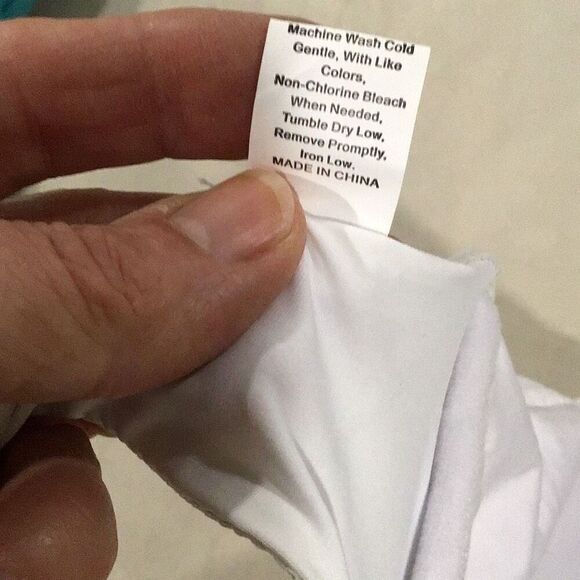 Machine Wash Cold
Gentle, With Like
Colors,
Non-Chlorine Bleach
When Needed,
Tumble Dry Low,
Remove Promptly,
Iron Low.
MADE IN CHINA